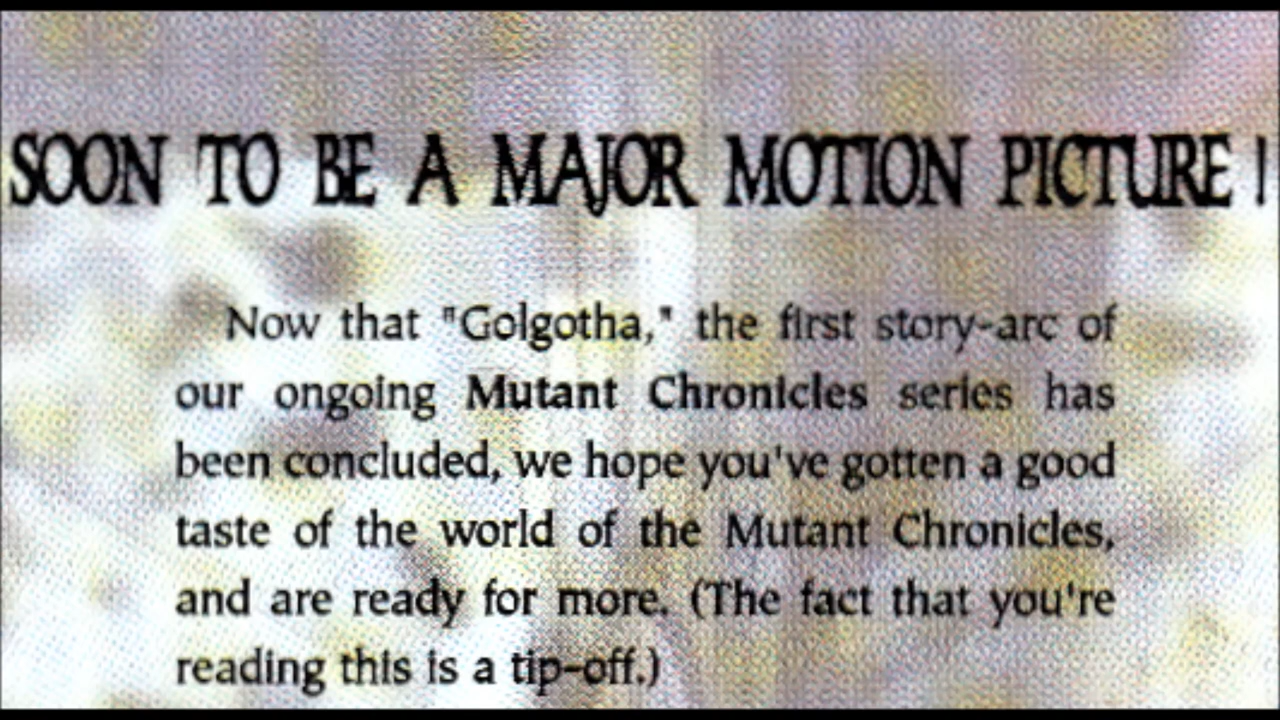 SOON TO BE A MAJOR MOTION PICTURE !
Now that "Golgotha," the first story-arc of
our ongoing Mutant Chronicles series has
been concluded, we hope you've gotten a good
taste of the world of the Mutant Chronicles,
and are ready for more. (The fact that you're
reading this is a tip-off.)